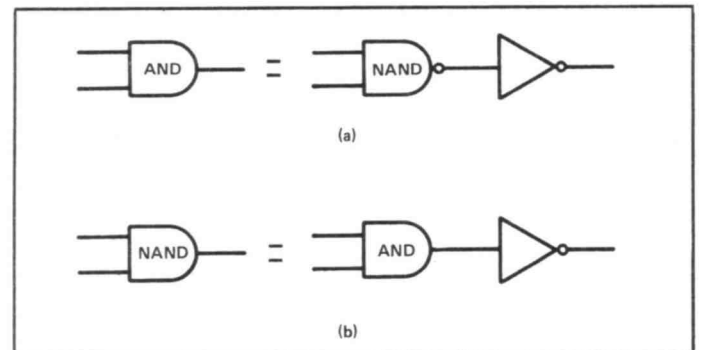 AND = NAND
(a)
NAND = AND
(b)